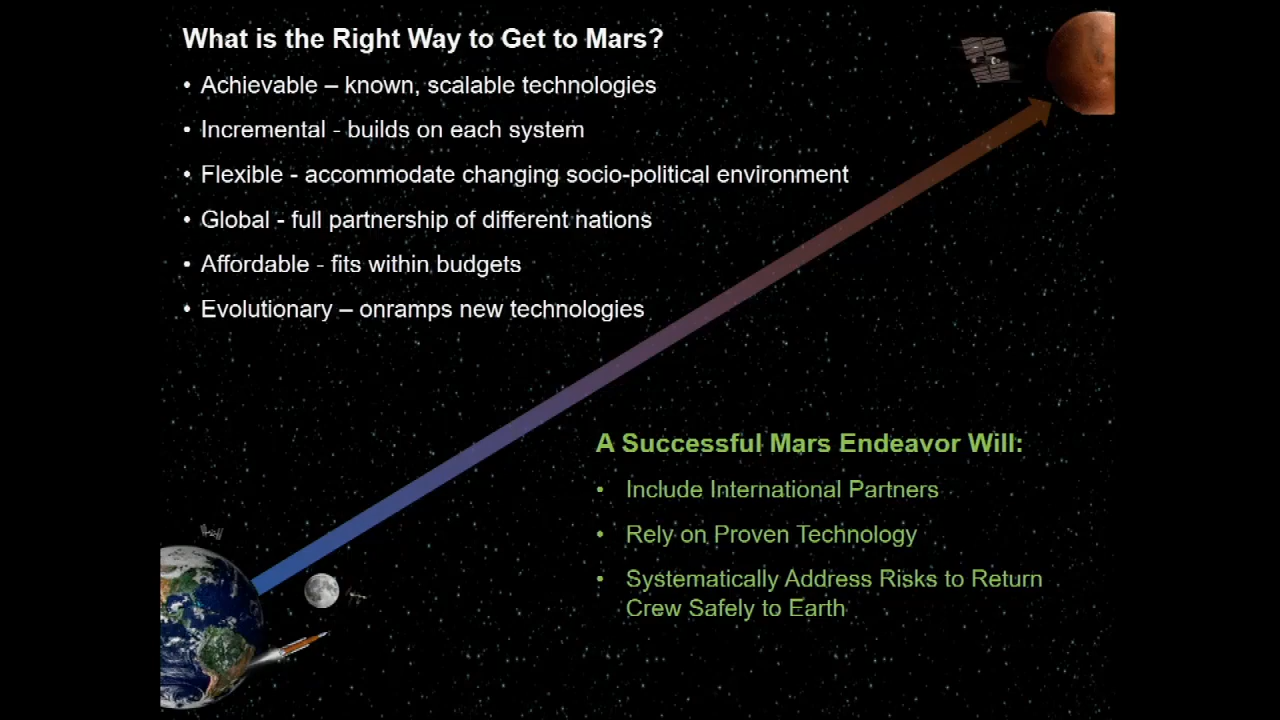 What is the Right Way to Get to Mars?
• Achievable – known, scalable technologies
• Incremental - builds on each system
• Flexible - accommodate changing socio-political environment
• Global - full partnership of different nations
• Affordable - fits within budgets
• Evolutionary – onramps new technologies
A Successful Mars Endeavor Will:
• Include International Partners
• Rely on Proven Technology
• Systematically Address Risks to Return
Crew Safely to Earth